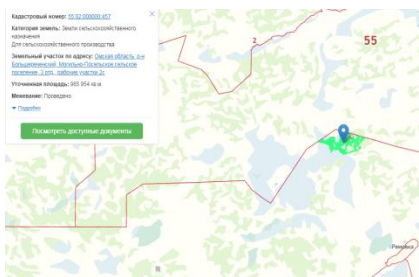 Кадастровый номер: 55:02:000000:457
Категория земель: Земли сельскохозяйственного
назначения
Для сельскохозяйственного производства
Земельный участок по адресу: Омская область, р-н
Большереченский, Могильно-Посельское сельское
поселение, 3 отд., рабочие участки 2с
Уточненная площадь: 985 954 кв.м
Межевание: Проведено
Подробно
Посмотреть доступные документы
2
55